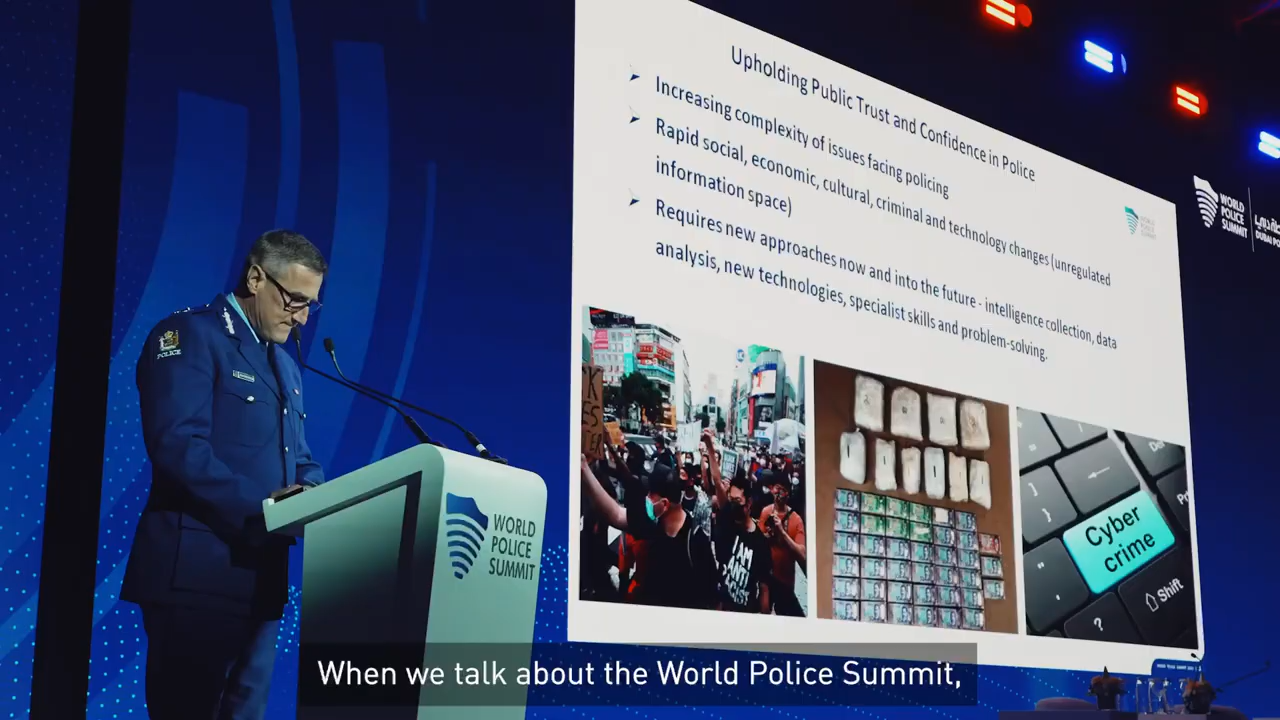 Upholding Public Trust and Confidence in Police
Increasing complexity of issues facing policing
Rapid social, economic, cultural, criminal and technology changes (unregulated
information space)
Requires new approaches now and into the future - intelligence collection, data
analysis, new technologies, specialist skills and problem-solving.
WORLD
POLICE
SUMMIT
POLICE
WORLD
POLICE
SUMMIT
I AM
Cyber
crime
Shift
?
When we talk about the World Police Summit,